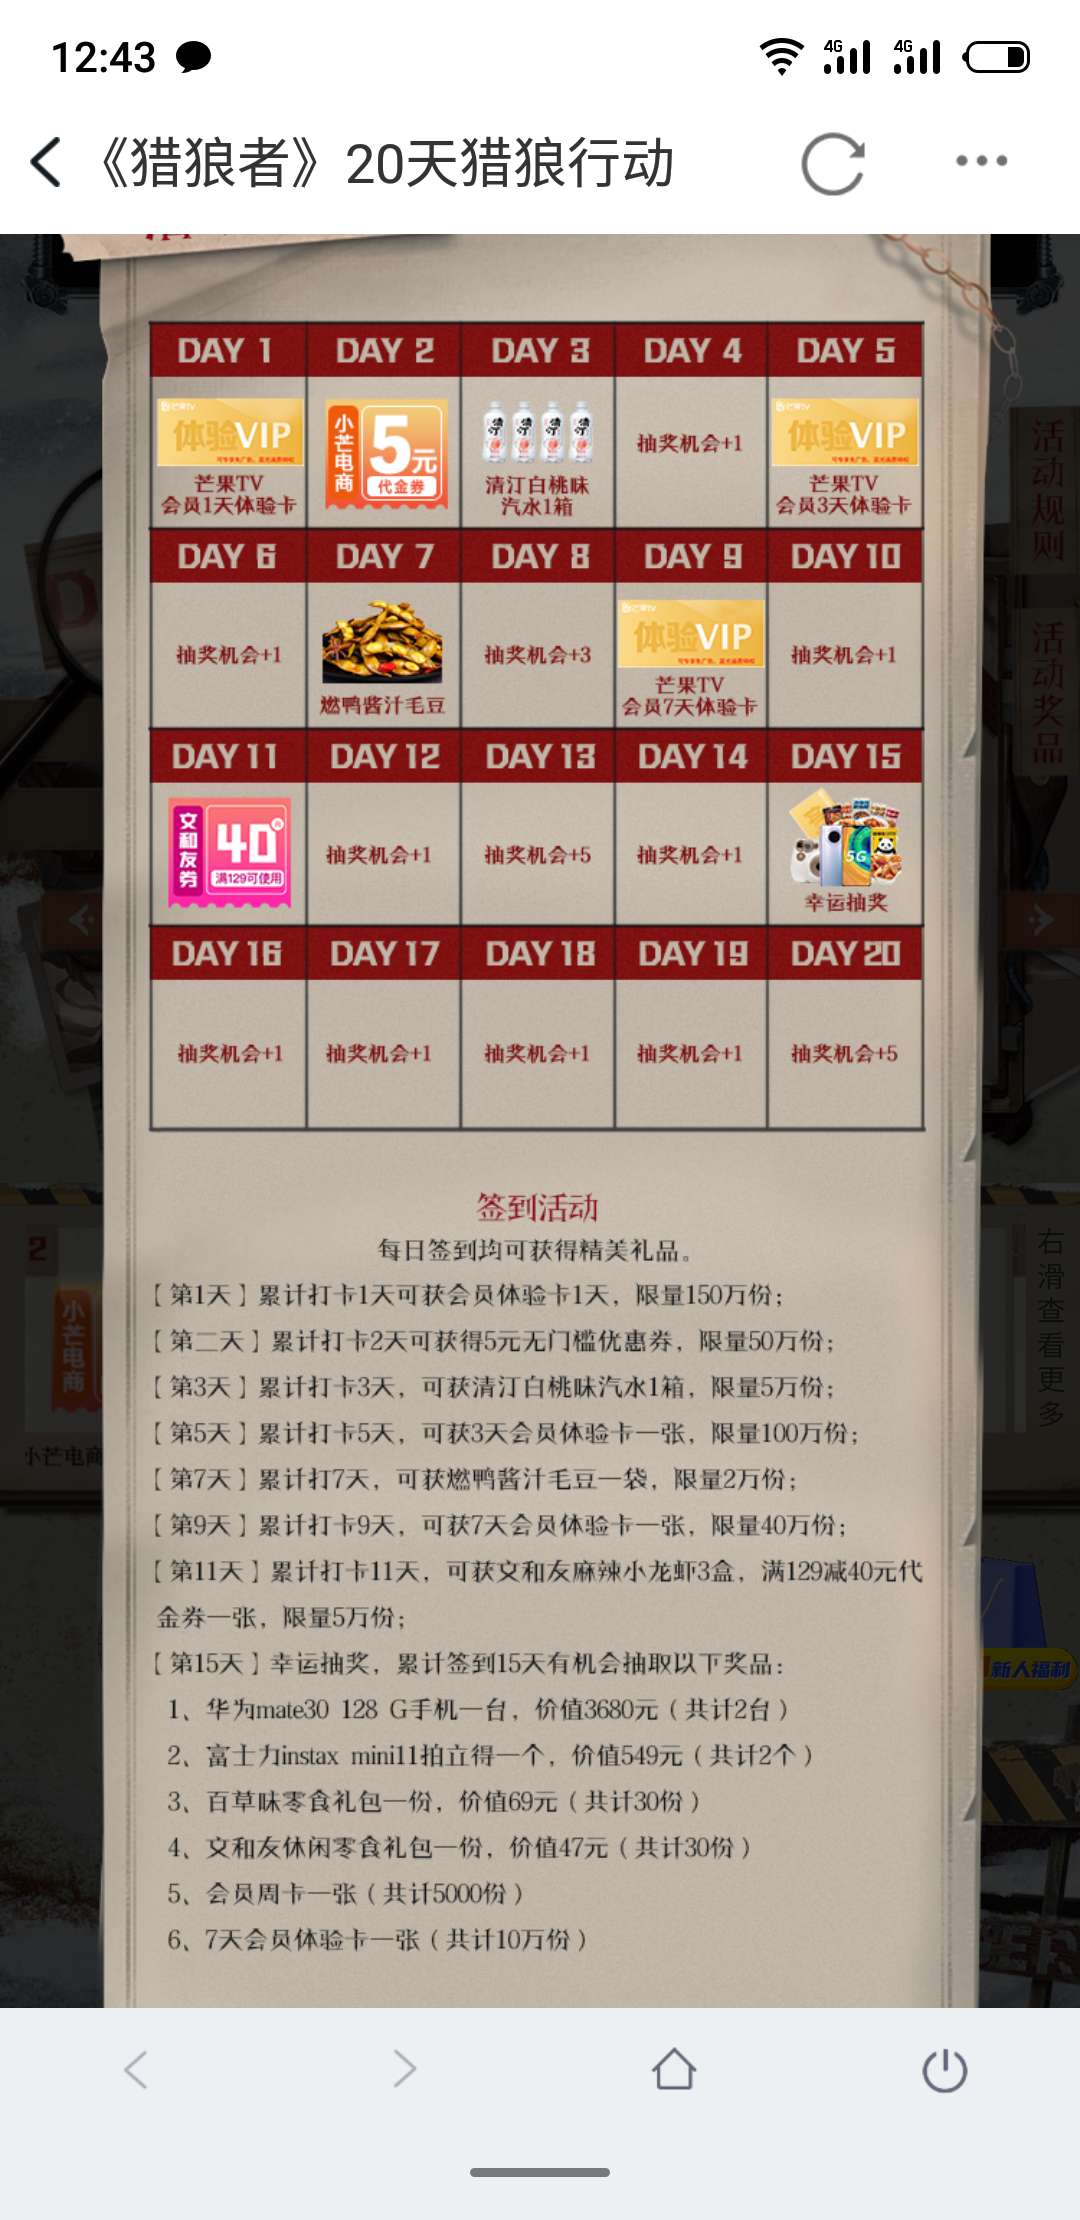 12:43
4G 4G
《猎狼者》20天猎狼行动
DAY 1 DAY 2 DAY 3 DAY 4 DAY 5
体验VIP
芒果TV
会员1天体验卡
小芒电商
5元
代金券
清汀白桃味
汽水1箱
抽奖机会+1
体验VIP
芒果TV
会员3天体验卡
DAY 6 DAY 7 DAY 8 DAY 9 DAY 10
抽奖机会+1
燃鸭酱汁毛豆
抽奖机会+3
体验VIP
芒果TV
会员7天体验卡
抽奖机会+1
DAY 11 DAY 12 DAY 13 DAY 14 DAY 15
文和友券
40元
满129可使用
抽奖机会+1
抽奖机会+5
抽奖机会+1
5G
幸运抽奖
DAY 16 DAY 17 DAY 18 DAY 19 DAY 20
抽奖机会+1 抽奖机会+1 抽奖机会+1 抽奖机会+1 抽奖机会+5
签到活动
每日签到均可获得精美礼品。
【第1天】累计打卡1天可获会员体验卡1天，限量150万份；
【第二天】累计打卡2天可获得5元无门槛优惠券，限量50万份；
【第3天】累计打卡3天，可获清汀白桃味汽水1箱，限量5万份；
【第5天】累计打卡5天，可获3天会员体验卡一张，限量100万份；
【第7天】累计打7天，可获燃鸭酱汁毛豆一袋，限量2万份；
【第9天】累计打卡9天，可获7天会员体验卡一张，限量40万份；
【第11天】累计打卡11天，可获文和友麻辣小龙虾3盒，满129减40元代
金券一张，限量5万份；
【第15天】幸运抽奖，累计签到15天有机会抽取以下奖品：
1、华为mate30 128 G手机一台，价值3680元（共计2台）
2、富士力instax mini11拍立得一个，价值549元（共计2个）
3、百草味零食礼包一份，价值69元（共计30份）
4、文和友休闲零食礼包一份，价值47元（共计30份）
5、会员周卡一张（共计5000份）
6、7天会员体验卡一张（共计10万份）
活动规则
活动奖品
右滑查看更多
2
小芒电商
小芒电商
新人福利